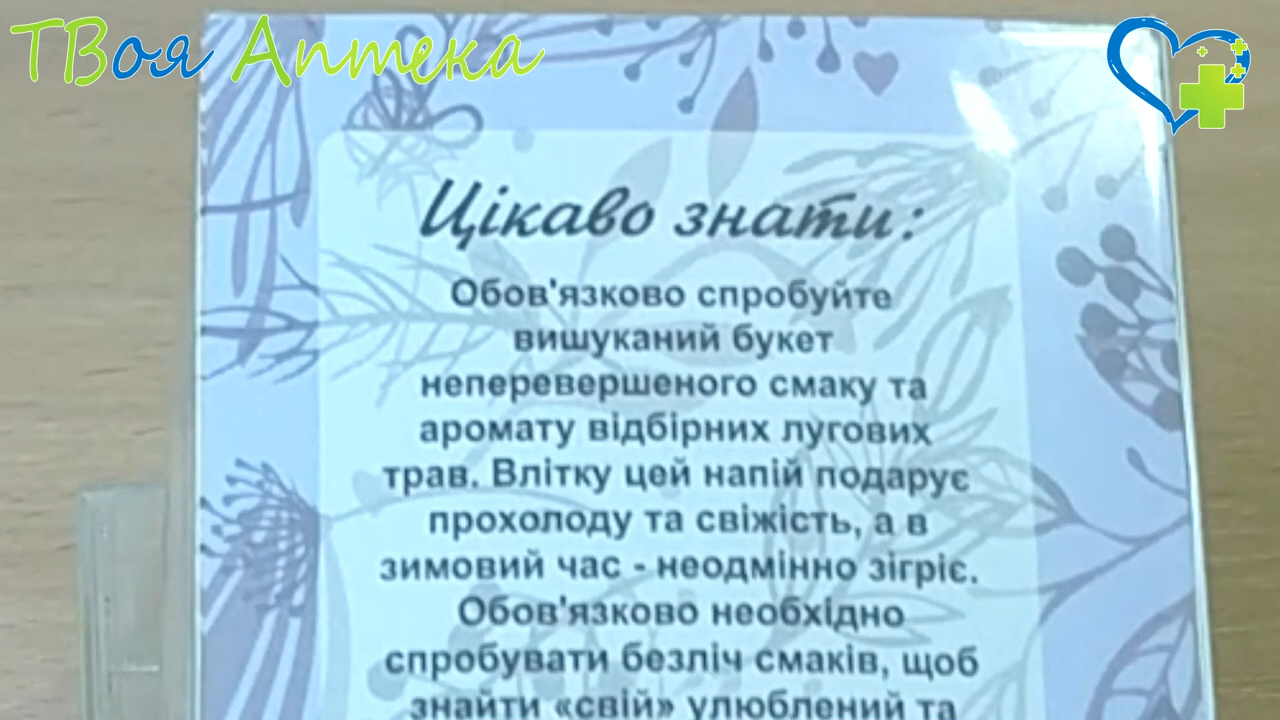 ТВоя Аптека
Цікаво знати:
Обов'язково спробуйте
вишуканий букет
неперевершеного смаку та
аромату відбірних лугових
трав. Влітку цей напій подарує
прохолоду та свіжість, а в
зимовий час - неодмінно зігріє.
Обов'язково необхідно
спробувати безліч смаків, щоб
знайти «свій» улюблений та